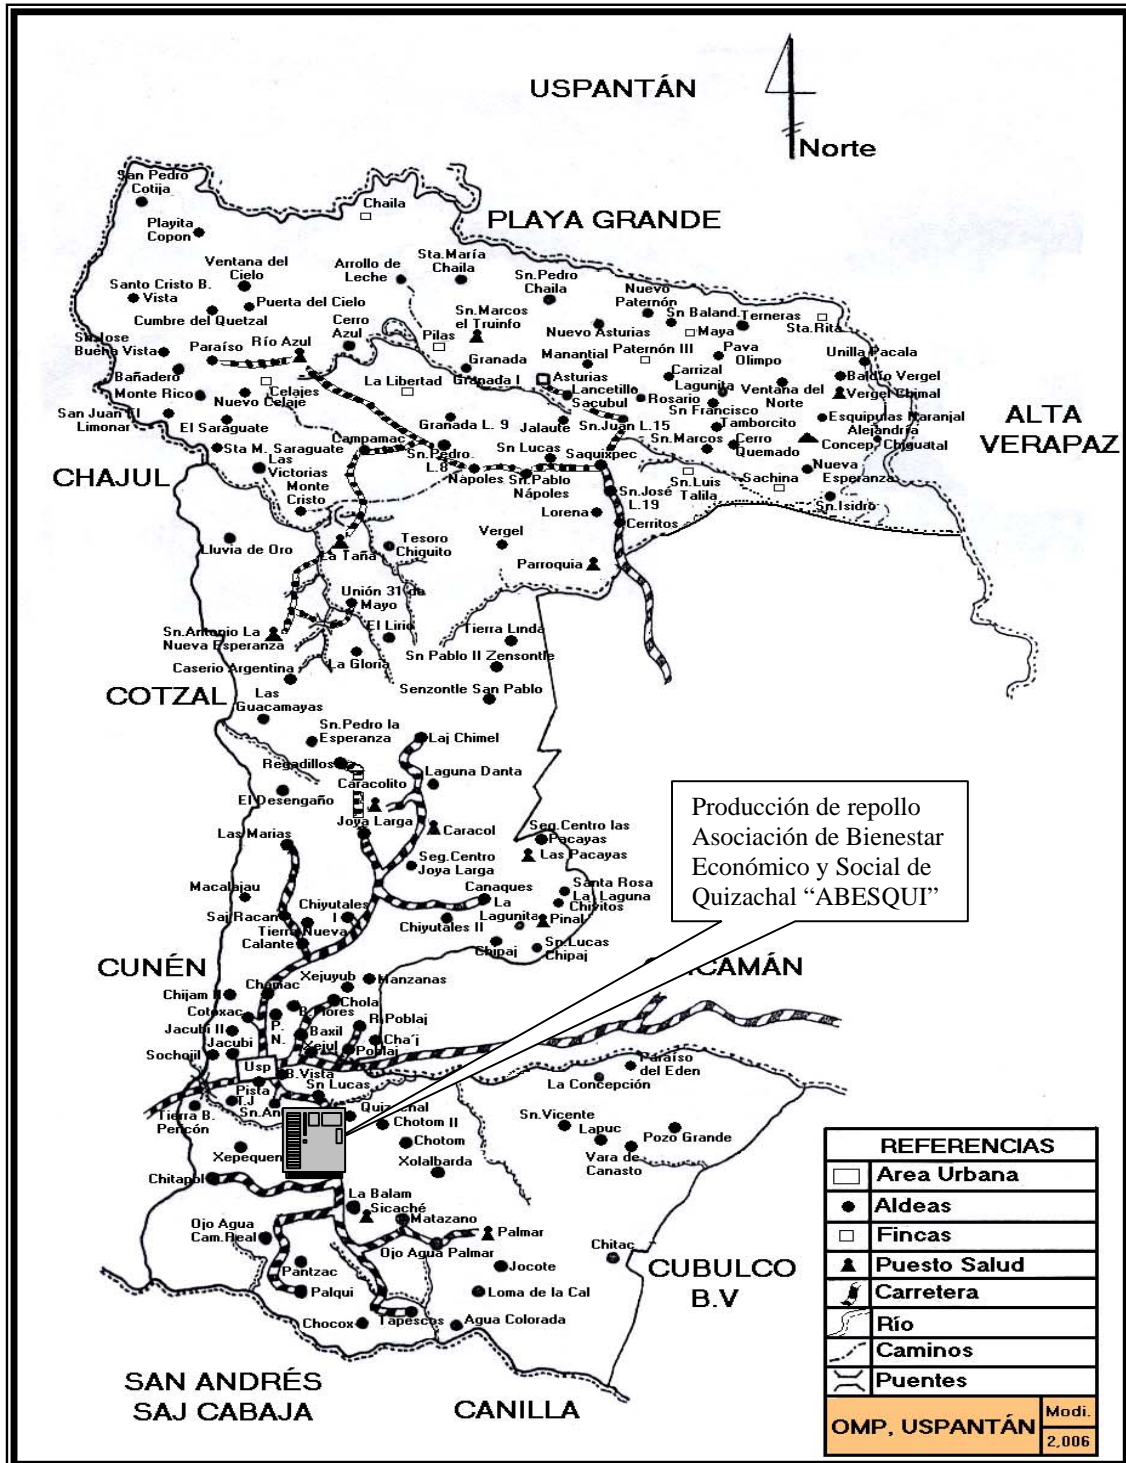 USPANTÁN
Norte
San Pedro
Cotija
Chaila
PLAYA GRANDE
Playita
Copon
Ventana del
Cielo
Arrollo de
Leche
Sta.María
Chaila
Sn.Pedro
Chaila
Santo Cristo B.
Vista
Puerta del Cielo
Cumbre del Quetzal
Nuevo
Paternón
Sn.Marcos
el Truinfo
Sn Baland.
Terneras
Sta.Rita
Cerro
Azul
Nuevo Asturias
Maya
Sn.Jose
Buena Vista
Paraíso
Río Azul
Pilas
Granada
Manantial
Paternón III
Pava
Olimpo
Unilla Pacala
Bañadero
Celajes
La Libertad
Granada I
Asturias
Carrizal
Baldío Vergel
Monte Rico
Nuevo Celaje
Lancetillo
Sacubul
Lagunita
Rosario
Ventana del
Norte
Vergel Chimal
San Juan El
Limonar
El Saraguate
Granada L. 9
Jalaute
Sn.Juan L.15
Sn Francisco
Tamborcito
Esquipulas Naranjal
Alejandría
ALTA
VERAPAZ
Sta M. Saraguate
Campamac
Sn.Pedro.
L.8
Sn Lucas
Saquixpec
Sn.Marcos
Cerro
Quemado
Concep. Chiguatal
CHAJUL
Las
Victorias
Monte
Cristo
Nápoles
Sn.Pablo
Nápoles
Sn.Luis
Talila
Sachina
Nueva
Esperanza
Sn.José
L.19
Lorena
Cerritos
Sn.Isidro
Lluvia de Oro
La Taña
Tesoro
Chiquito
Vergel
Parroquia
Unión 31 de
Mayo
Sn.Antonio La
Nueva Esperanza
El Lirio
Tierra Linda
La Gloria
Sn Pablo II Zensontle
Caserio Argentina
COTZAL
Las
Guacamayas
Senzontle San Pablo
Sn.Pedro la
Esperanza
Laj Chimel
Regadillos
Laguna Danta
Caracolito
El Desengaño
Joya Larga
Caracol
Las Marias
Seg.Centro las
Pacayas
Las Pacayas
Seg.Centro
Joya Larga
Producción de repollo
Asociación de Bienestar
Económico y Social de
Quizachal “ABESQUI”
Macalajau
Canaques
Santa Rosa
La Laguna
Chivitos
Saj Racan
Chiyutales
I
Tierra Nueva
Calante
Chiyutales II
La
Lagunita
Pinal
Chipaj
Sn.Lucas
Chipaj
CUNÉN
Xejuyub
Manzanas
Chijam II
Chamac
Chola
Cotoxac
B.Flores
R.Poblaj
P.
N.
Jacubi II
Baxil
Cha´j
Jacubi
Xejul
Poblaj
Sochojil
Usp
B.Vista
Paraíso
del Eden
La Concepción
Pista
Sn Lucas
T.J
Tierra B.
Pericón
Quizachal
Chotom II
Sn.Vicente
Lapuc
Pozo Grande
Xepequen
Chotom
Vara de
Canasto
Chitapol
Xolalbarda
La Balam
Sicaché
Matazano
Palmar
Ojo Agua
Cam.Real
Ojo Agua Palmar
Chitac
Pantzac
Jocote
CUBULCO
B.V
Palqui
Loma de la Cal
Chocox
Tapescos
Agua Colorada
SAN ANDRÉS
SAJ CABAJA
CANILLA
REFERENCIAS
Area Urbana
Aldeas
Fincas
Puesto Salud
Carretera
Río
Caminos
Puentes
OMP, USPANTÁN
Modi.
2,006